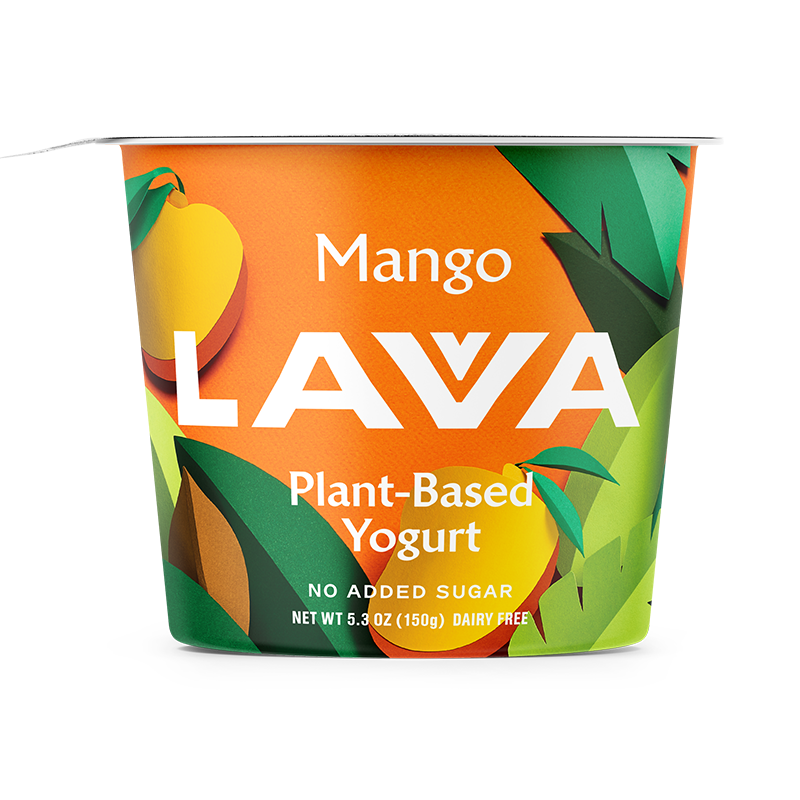 Mango
LAVVA
Plant-Based
Yogurt
NO ADDED SUGAR
NET WT 5.3 OZ (150g) DAIRY FREE